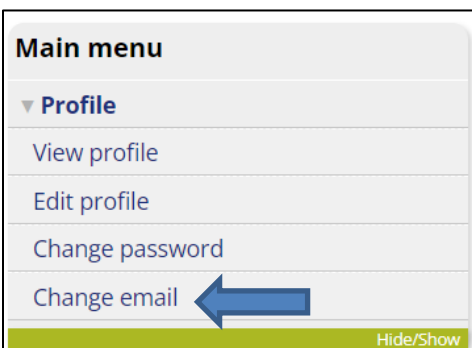 Main menu
Profile
View profile
Edit profile
Change password
Change email
Hide/Show